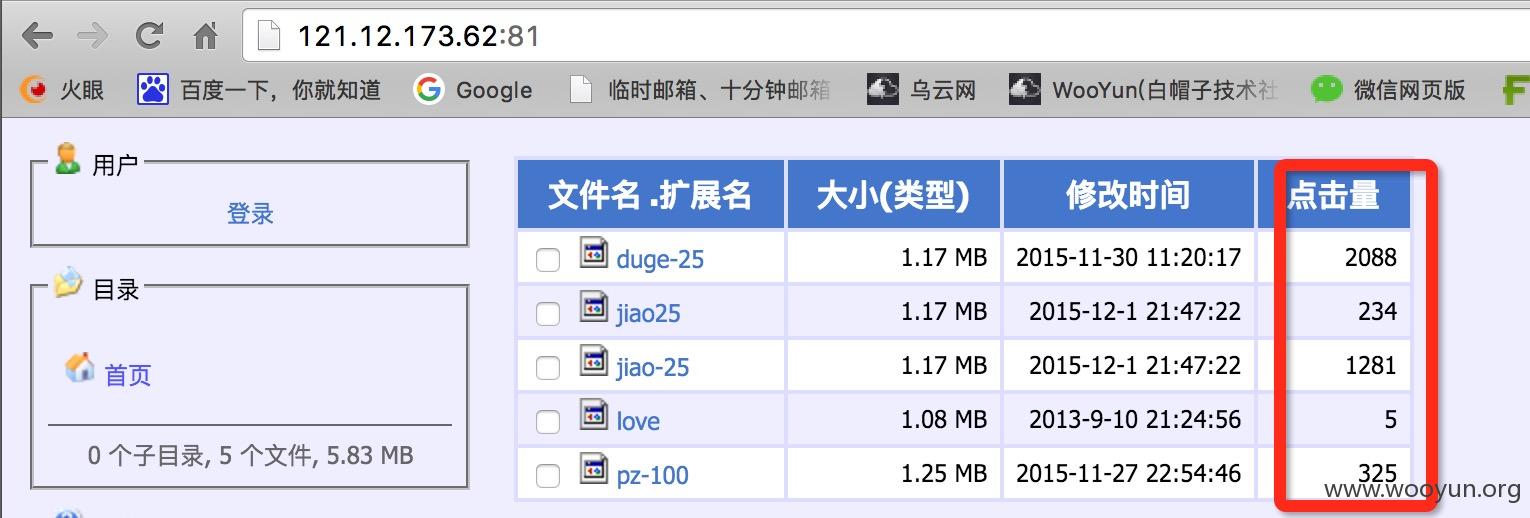 121.12.173.62:81
火眼 百度一下，你就知道 Google 临时邮箱、十分钟邮箱 乌云网 WooYun(白帽子技术社 微信网页版
用户
登录
目录
首页
0 个子目录, 5 个文件, 5.83 MB
文件名 .扩展名 大小(类型) 修改时间 点击量
duge-25 1.17 MB 2015-11-30 11:20:17 2088
jiao25 1.17 MB 2015-12-1 21:47:22 234
jiao-25 1.17 MB 2015-12-1 21:47:22 1281
love 1.08 MB 2013-9-10 21:24:56 5
pz-100 1.25 MB 2015-11-27 22:54:46 325
www.wooyun.org